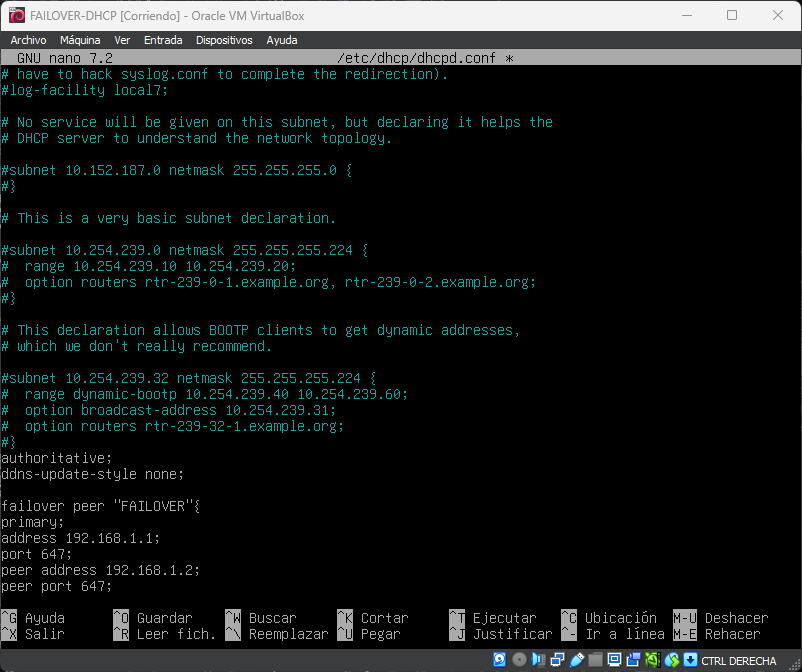 FAILOVER-DHCP [Corriendo] - Oracle VM VirtualBox
Archivo Máquina Ver Entrada Dispositivos Ayuda
GNU nano 7.2 /etc/dhcp/dhcpd.conf *
# have to hack syslog.conf to complete the redirection).
#log-facility local7;
# No service will be given on this subnet, but declaring it helps the
# DHCP server to understand the network topology.
#subnet 10.152.187.0 netmask 255.255.255.0 {
#}
# This is a very basic subnet declaration.
#subnet 10.254.239.0 netmask 255.255.255.224 {
#  range 10.254.239.10 10.254.239.20;
#  option routers rtr-239-0-1.example.org, rtr-239-0-2.example.org;
#}
# This declaration allows BOOTP clients to get dynamic addresses,
# which we don't really recommend.
#subnet 10.254.239.32 netmask 255.255.255.224 {
#  range dynamic-bootp 10.254.239.40 10.254.239.60;
#  option broadcast-address 10.254.239.31;
#  option routers rtr-239-32-1.example.org;
#}
authoritative;
ddns-update-style none;
failover peer "FAILOVER"{
primary;
address 192.168.1.1;
port 647;
peer address 192.168.1.2;
peer port 647;
^G Ayuda ^O Guardar ^W Buscar ^K Cortar ^T Ejecutar ^C Ubicación M-U Deshacer
^X Salir ^R Leer fich. ^\ Reemplazar ^U Pegar ^J Justificar ^- Ir a línea M-E Rehacer
CTRL DERECHA